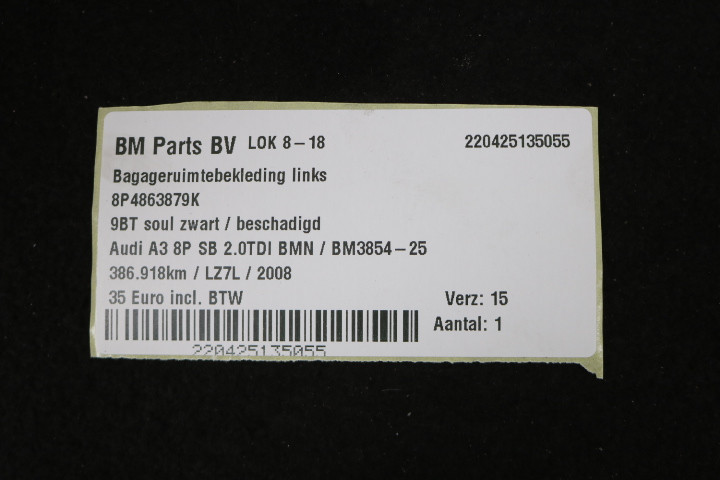 BM Parts BV LOK 8-18 220425135055
Bagageruimtebekleding links
8P4863879K
9BT soul zwart / beschadigd
Audi A3 8P SB 2.0TDI BMN / BM3854-25
386.918km / LZ7L / 2008
35 Euro incl. BTW Verz: 15
Aantal: 1
220425135055